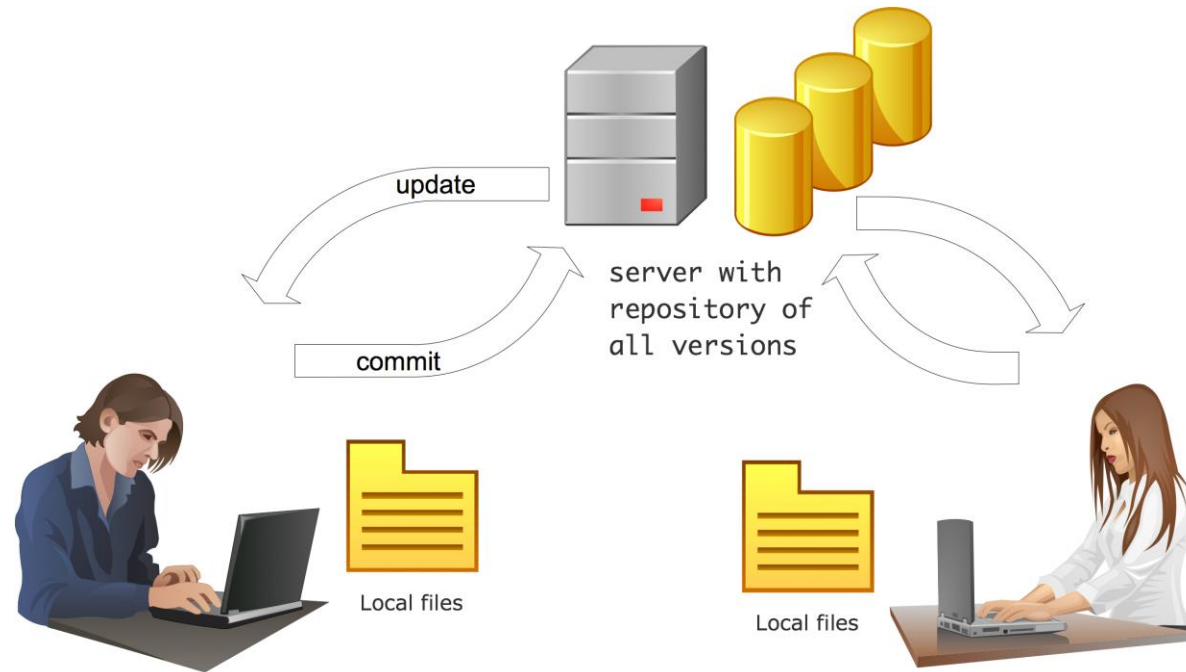 update
server with
repository of
all versions
commit
Local files
Local files